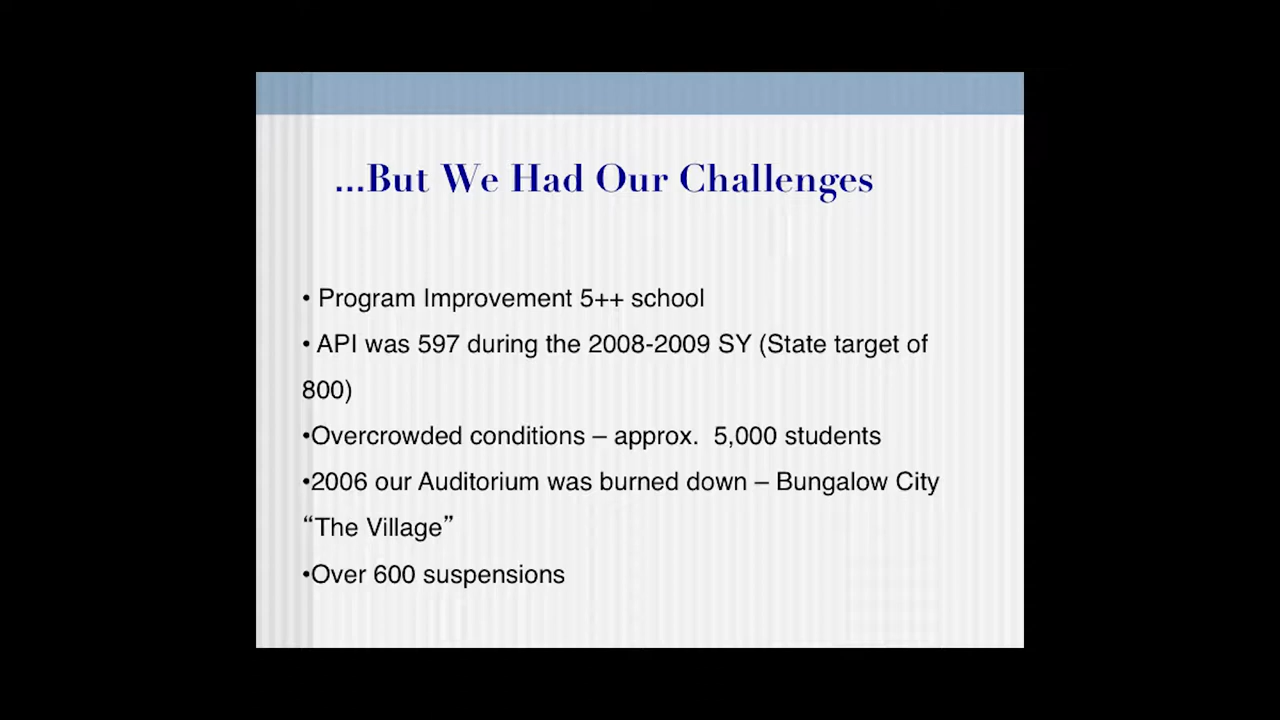 ...But We Had Our Challenges
• Program Improvement 5++ school
• API was 597 during the 2008-2009 SY (State target of
800)
•Overcrowded conditions – approx.  5,000 students
•2006 our Auditorium was burned down – Bungalow City
“The Village”
•Over 600 suspensions